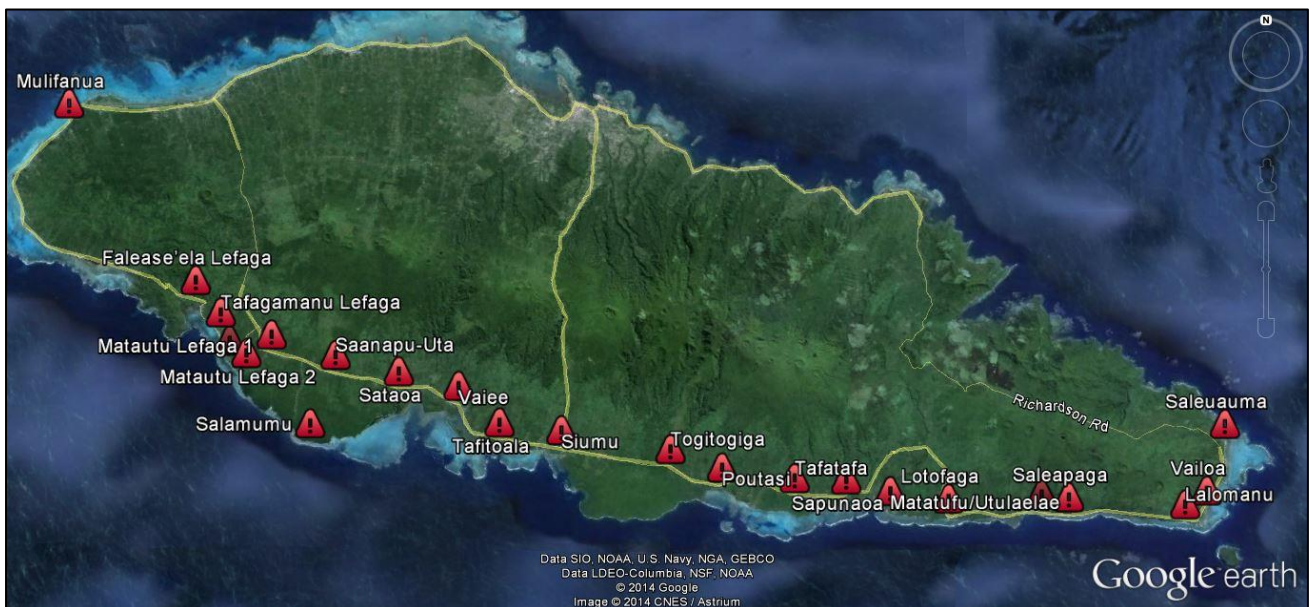 N
Mulifanua
Falease'ela Lefaga
Tafagamanu Lefaga
Matautu Lefaga 1
Saanapu-Uta
Matautu Lefaga 2
Sataoa
Vaiee
Salamumu
Tafitoala
Siumu
Richardson Rd
Saleuauma
Togitogiga
Poutasi
Tafatafa
Lotofaga
Saleapaga
Vailoa
Sapunaoa
Matatufu/Utulaelae
Lalomanu
Data SIO, NOAA, U.S. Navy, NGA, GEBCO
Data LDEO-Columbia, NSF, NOAA
© 2014 Google
Image © 2014 CNES / Astrium
Google earth